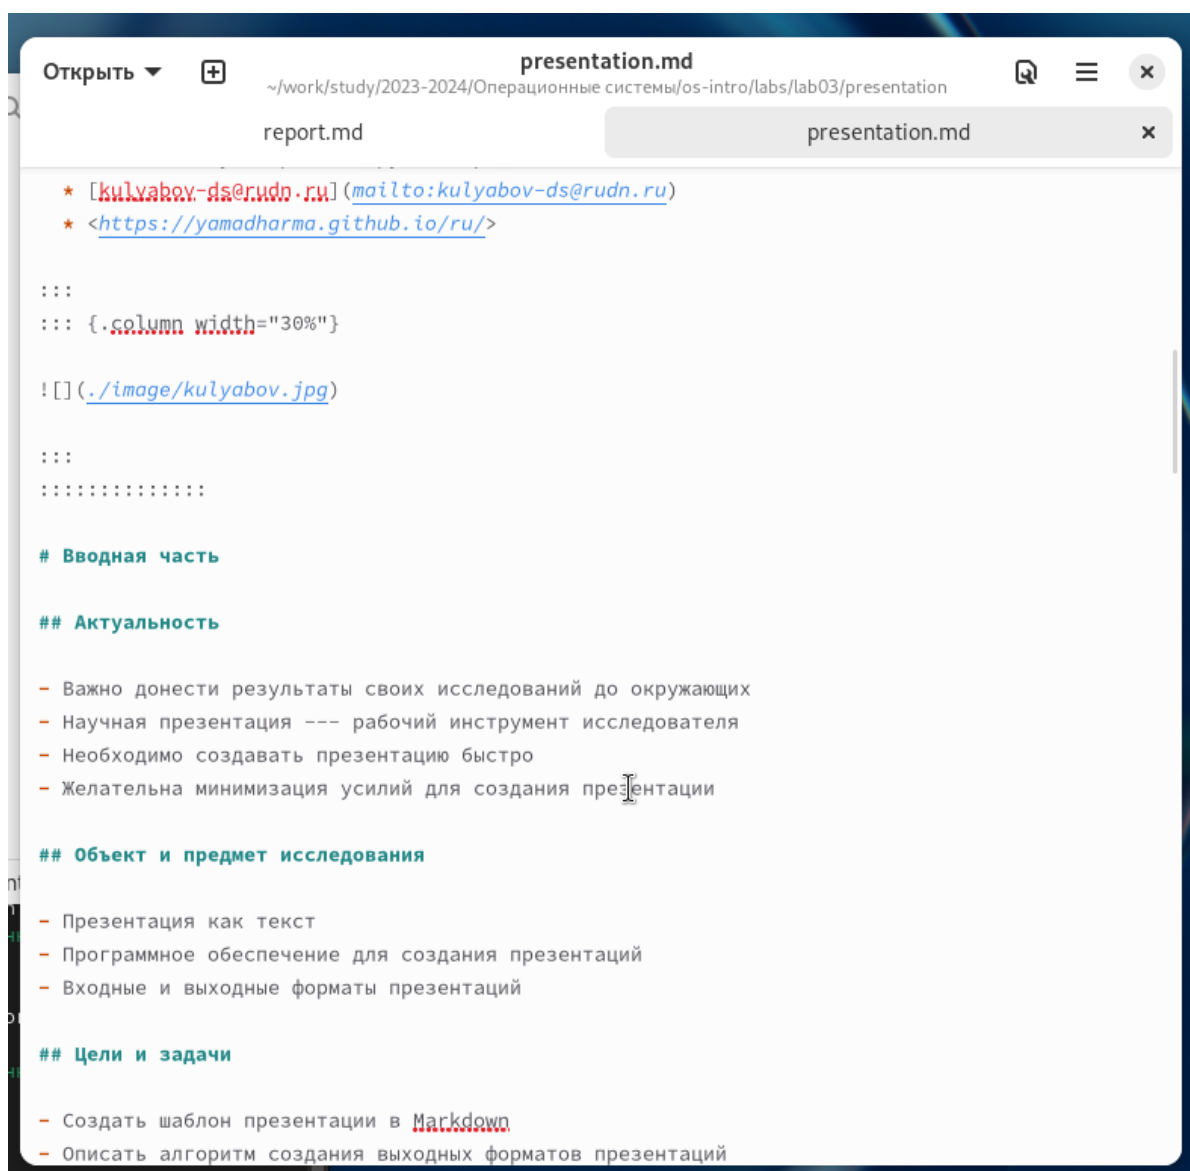 Открыть
presentation.md
~/work/study/2023-2024/Операционные системы/os-intro/labs/lab03/presentation
report.md
presentation.md
* [kulyabov-ds@rudn.ru](mailto:kulyabov-ds@rudn.ru)
* <https://yamadharma.github.io/ru/>
:::
::: {.column width="30%"}
![](./image/kulyabov.jpg)
:::
::::::::::::::
# Вводная часть
## Актуальность
- Важно донести результаты своих исследований до окружающих
- Научная презентация --- рабочий инструмент исследователя
- Необходимо создавать презентацию быстро
- Желательна минимизация усилий для создания презентации
## Объект и предмет исследования
- Презентация как текст
- Программное обеспечение для создания презентаций
- Входные и выходные форматы презентаций
## Цели и задачи
- Создать шаблон презентации в Markdown
- Описать алгоритм создания выходных форматов презентаций